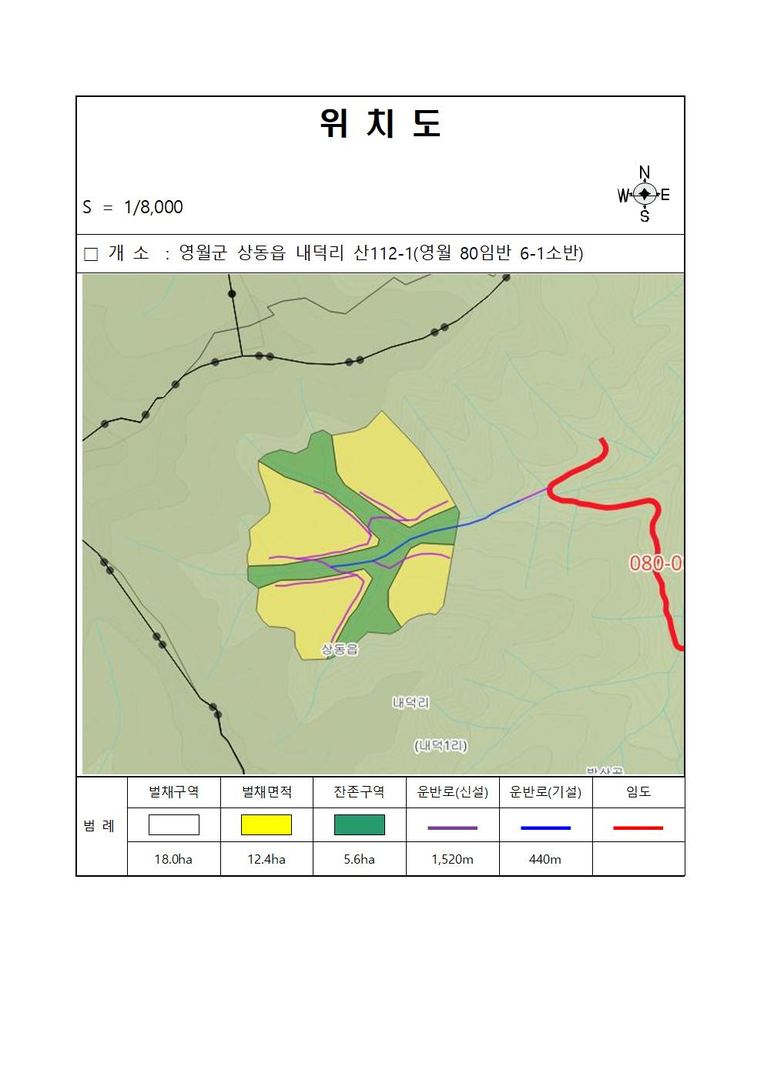 위 치 도
N
W E
S
S = 1/8,000
□ 개 소 : 영월군 상동읍 내덕리 산112-1(영월 80임반 6-1소반)
080-0
상동읍
내덕리
(내덕1리)
범 례
벌채구역 벌채면적 잔존구역 운반로(신설) 운반로(기설) 임도
18.0ha 12.4ha 5.6ha 1,520m 440m